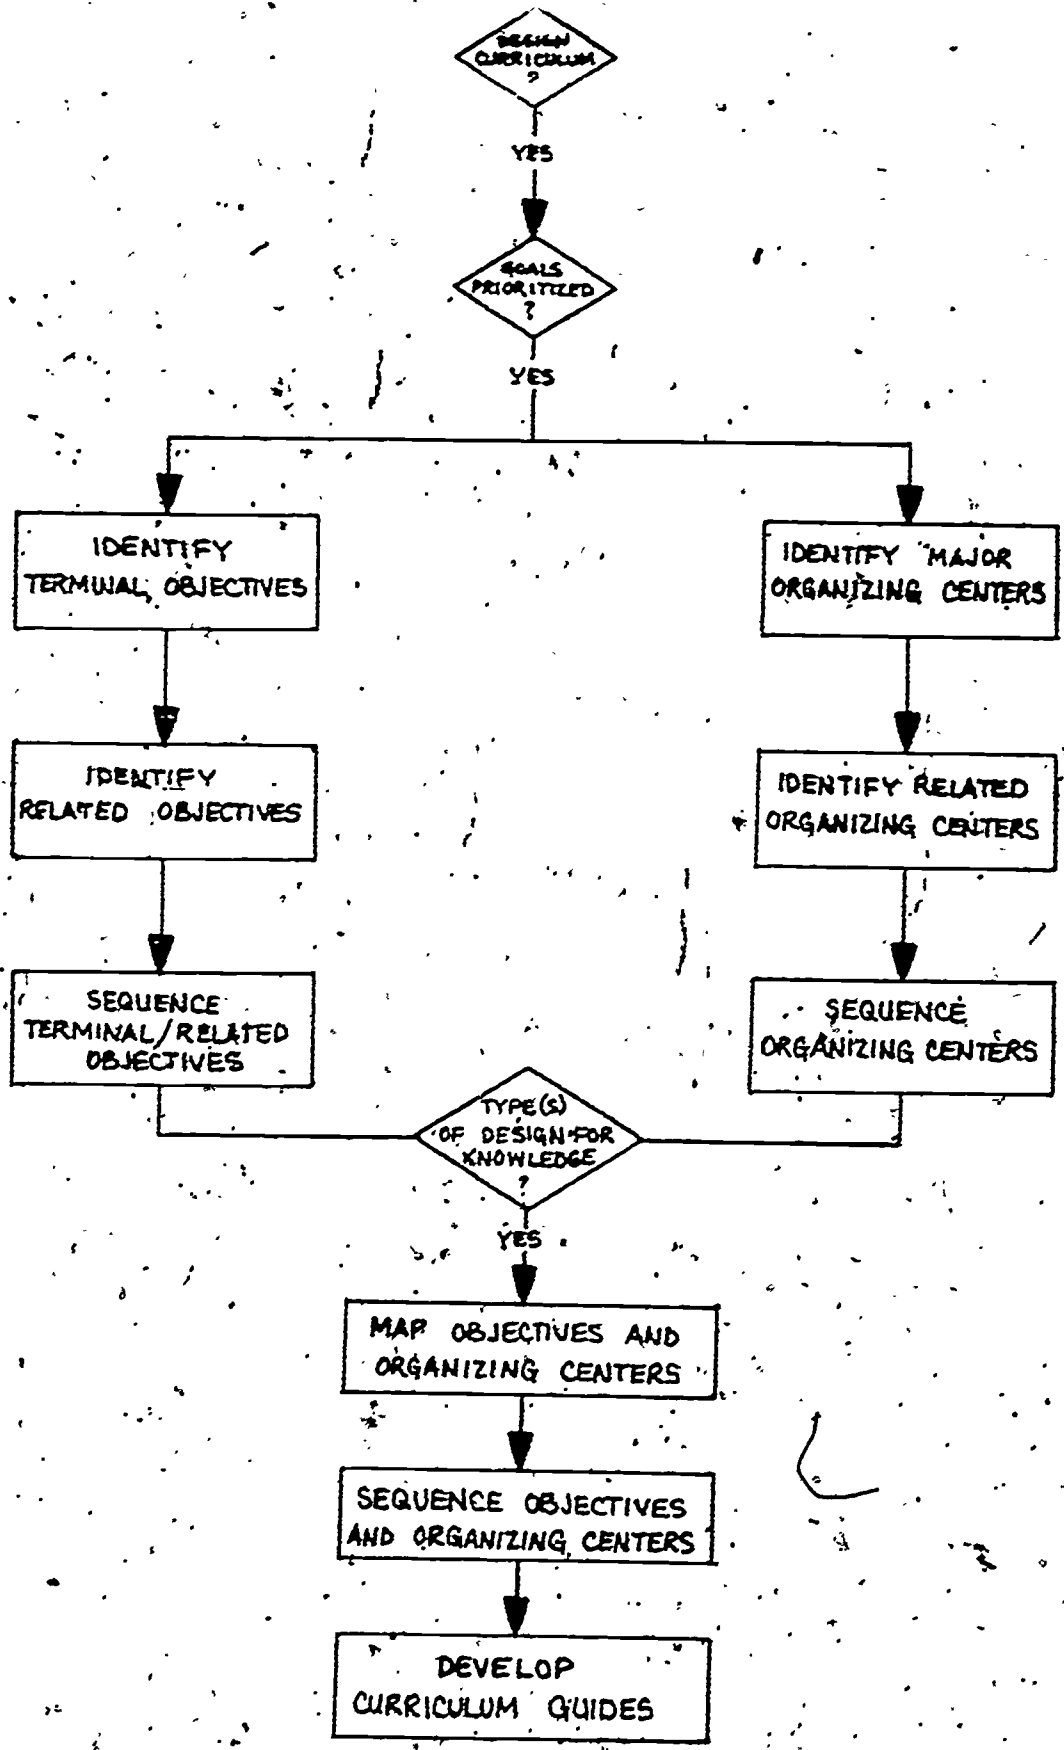 DESIGN
CURRICULUM
?
YES
GOALS
PRIORITIZED
?
YES
IDENTIFY
TERMINAL OBJECTIVES
IDENTIFY MAJOR
ORGANIZING CENTERS
IDENTIFY
RELATED OBJECTIVES
IDENTIFY RELATED
ORGANIZING CENTERS
SEQUENCE
TERMINAL/RELATED
OBJECTIVES
SEQUENCE
ORGANIZING CENTERS
TYPE(S)
OF DESIGN FOR
KNOWLEDGE
?
YES
MAP OBJECTIVES AND
ORGANIZING CENTERS
SEQUENCE OBJECTIVES
AND ORGANIZING CENTERS
DEVELOP
CURRICULUM GUIDES